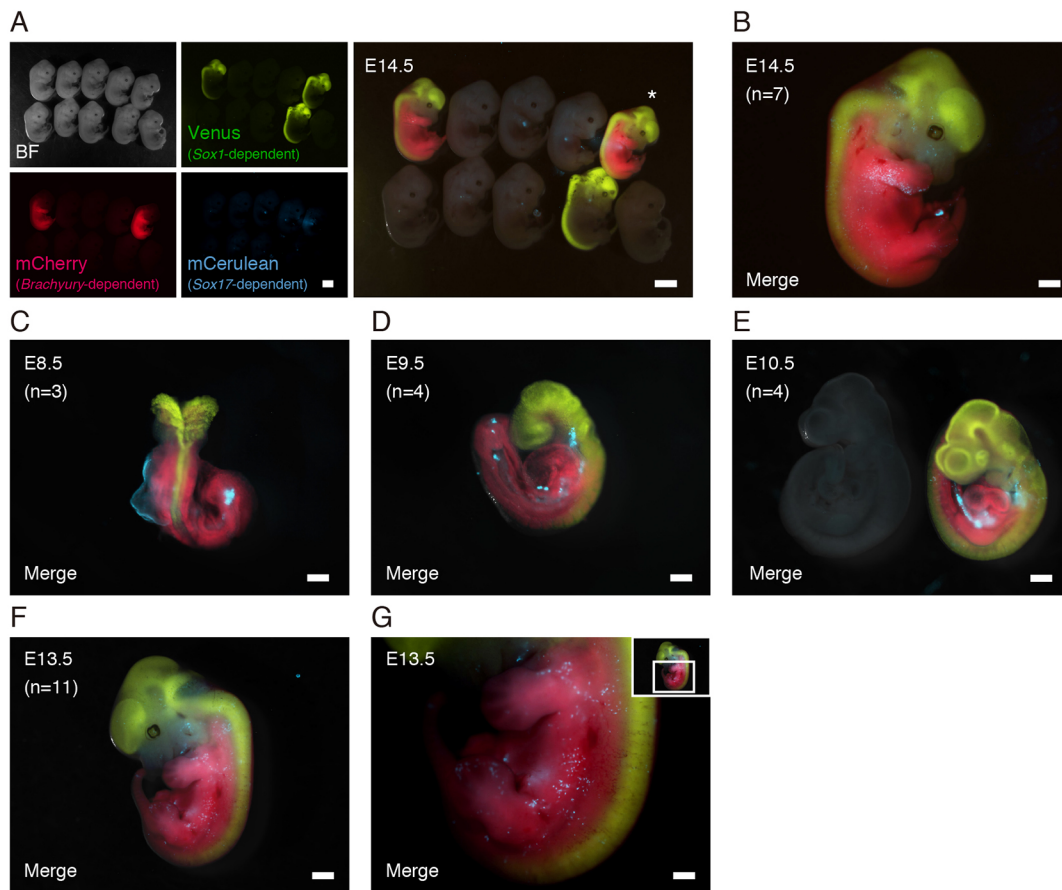 A
BF
Venus
(Sox1-dependent)
mCherry
(Brachyury-dependent)
mCerulean
(Sox17-dependent)
E14.5
*
B
E14.5
(n=7)
Merge
C
E8.5
(n=3)
Merge
D
E9.5
(n=4)
Merge
E
E10.5
(n=4)
Merge
F
E13.5
(n=11)
Merge
G
E13.5
Merge